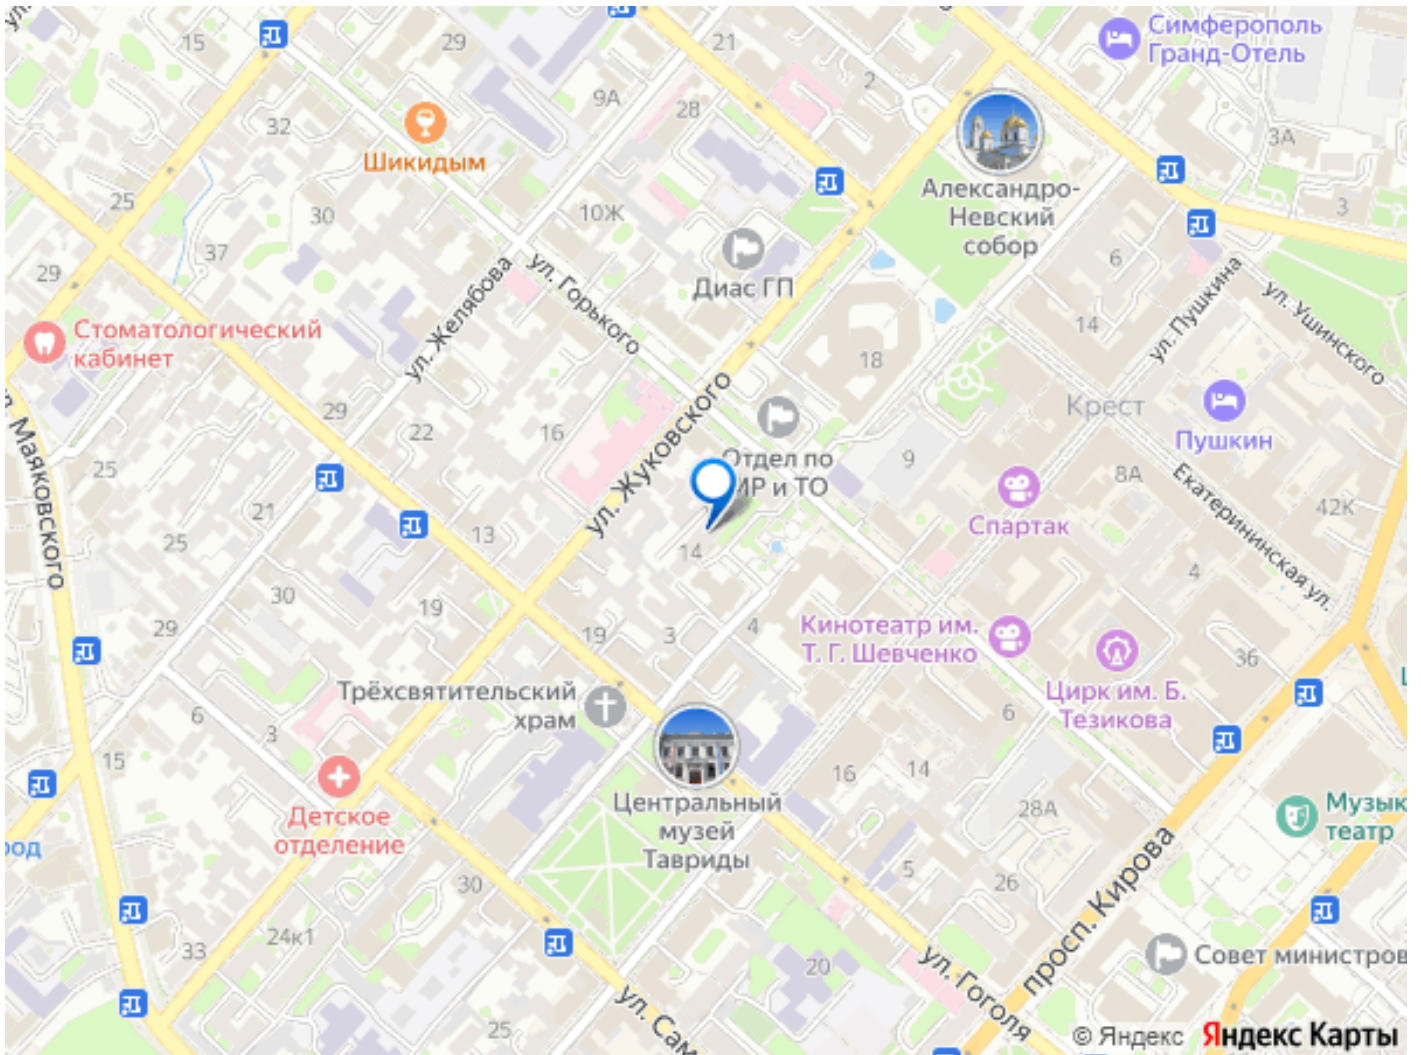 15
29
21
Симферополь
Гранд-Отель
2
9А
28
32
3А
Шикидым
Александро-
Невский
собор
25
30
10Ж
3
37
6
29
Диас ГП
ул. Желябова
ул. Горького
ул. Пушкина
ул. Ушинского
Стоматологический
кабинет
14
18
ул. Жуковского
Крест
29
22
16
Пушкин
Маяковского
25
Отдел по
МР и ТО
9
8А
Екатерининская ул.
42К
21
25
13
Спартак
14
4
30
19
29
19
3
4
Кинотеатр им.
Т. Г. Шевченко
36
Трёхсвятительский
храм
Цирк им. Б.
Тезикова
6
3
6
15
16
14
28А
Центральный
музей
Тавриды
Музык
театр
Детское
отделение
род
просп. Кирова
30
5
26
24к1
33
20
ул. Гоголя
Совет министров
ул. Сам
25
© Яндекс Яндекс Карты